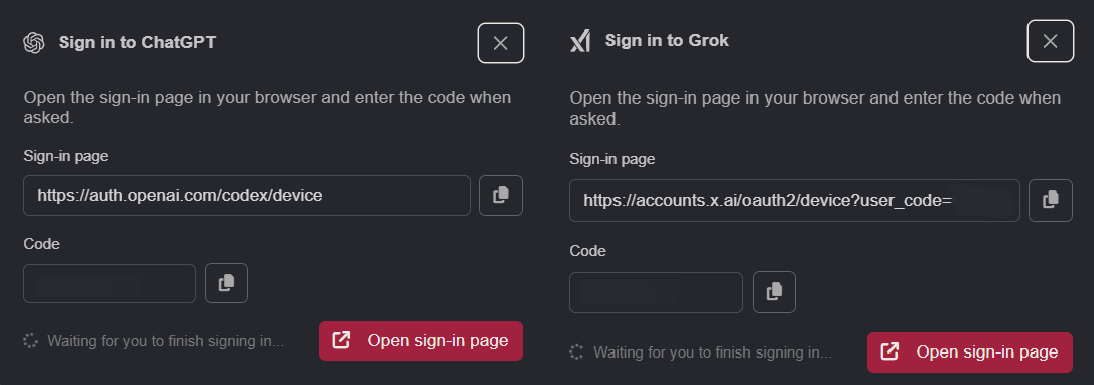 Sign in to ChatGPT
Open the sign-in page in your browser and enter the code when
asked.
Sign-in page
https://auth.openai.com/codex/device
Code
Waiting for you to finish signing in...
Open sign-in page
Sign in to Grok
Open the sign-in page in your browser and enter the code when
asked.
Sign-in page
https://accounts.x.ai/oauth2/device?user_code=
Code
Waiting for you to finish signing in...
Open sign-in page